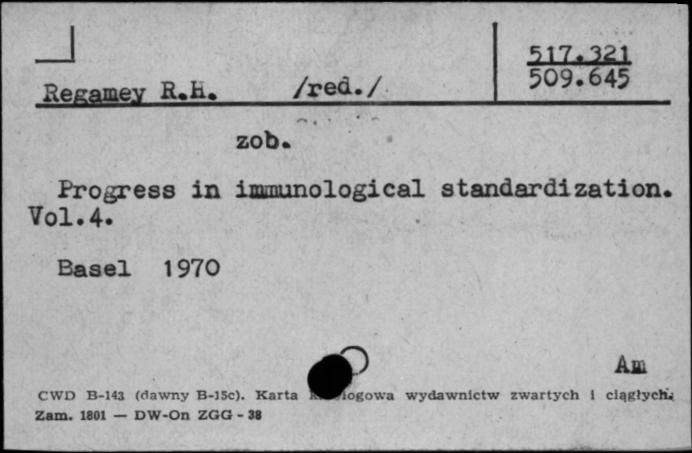 517.321
Regamey R.H. /red./ 509.645
zob.
Progress in immunological standardization.
Vol.4.
Basel 1970
Am
CWD B-143 (dawny B-15c). Karta wydawnictw zwartych i ciągłych.
Zam. 1801 — DW-On ZGG - 38